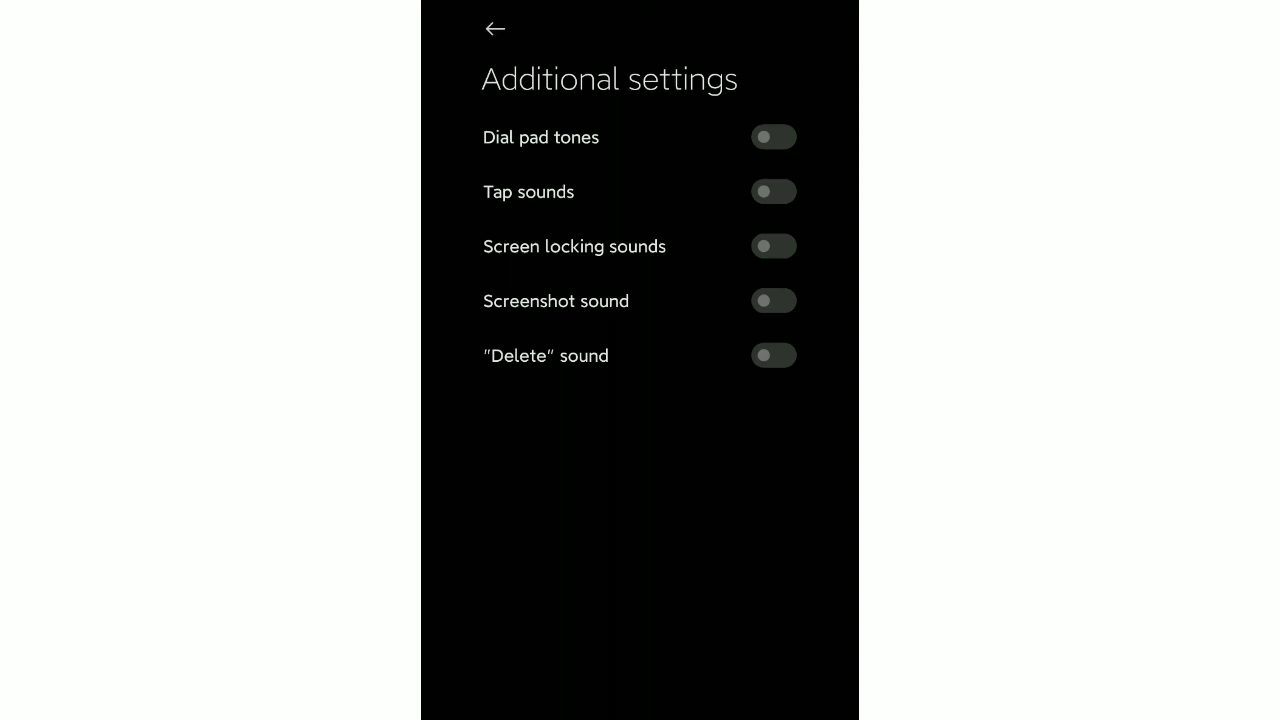 Additional settings
Dial pad tones
Tap sounds
Screen locking sounds
Screenshot sound
"Delete" sound